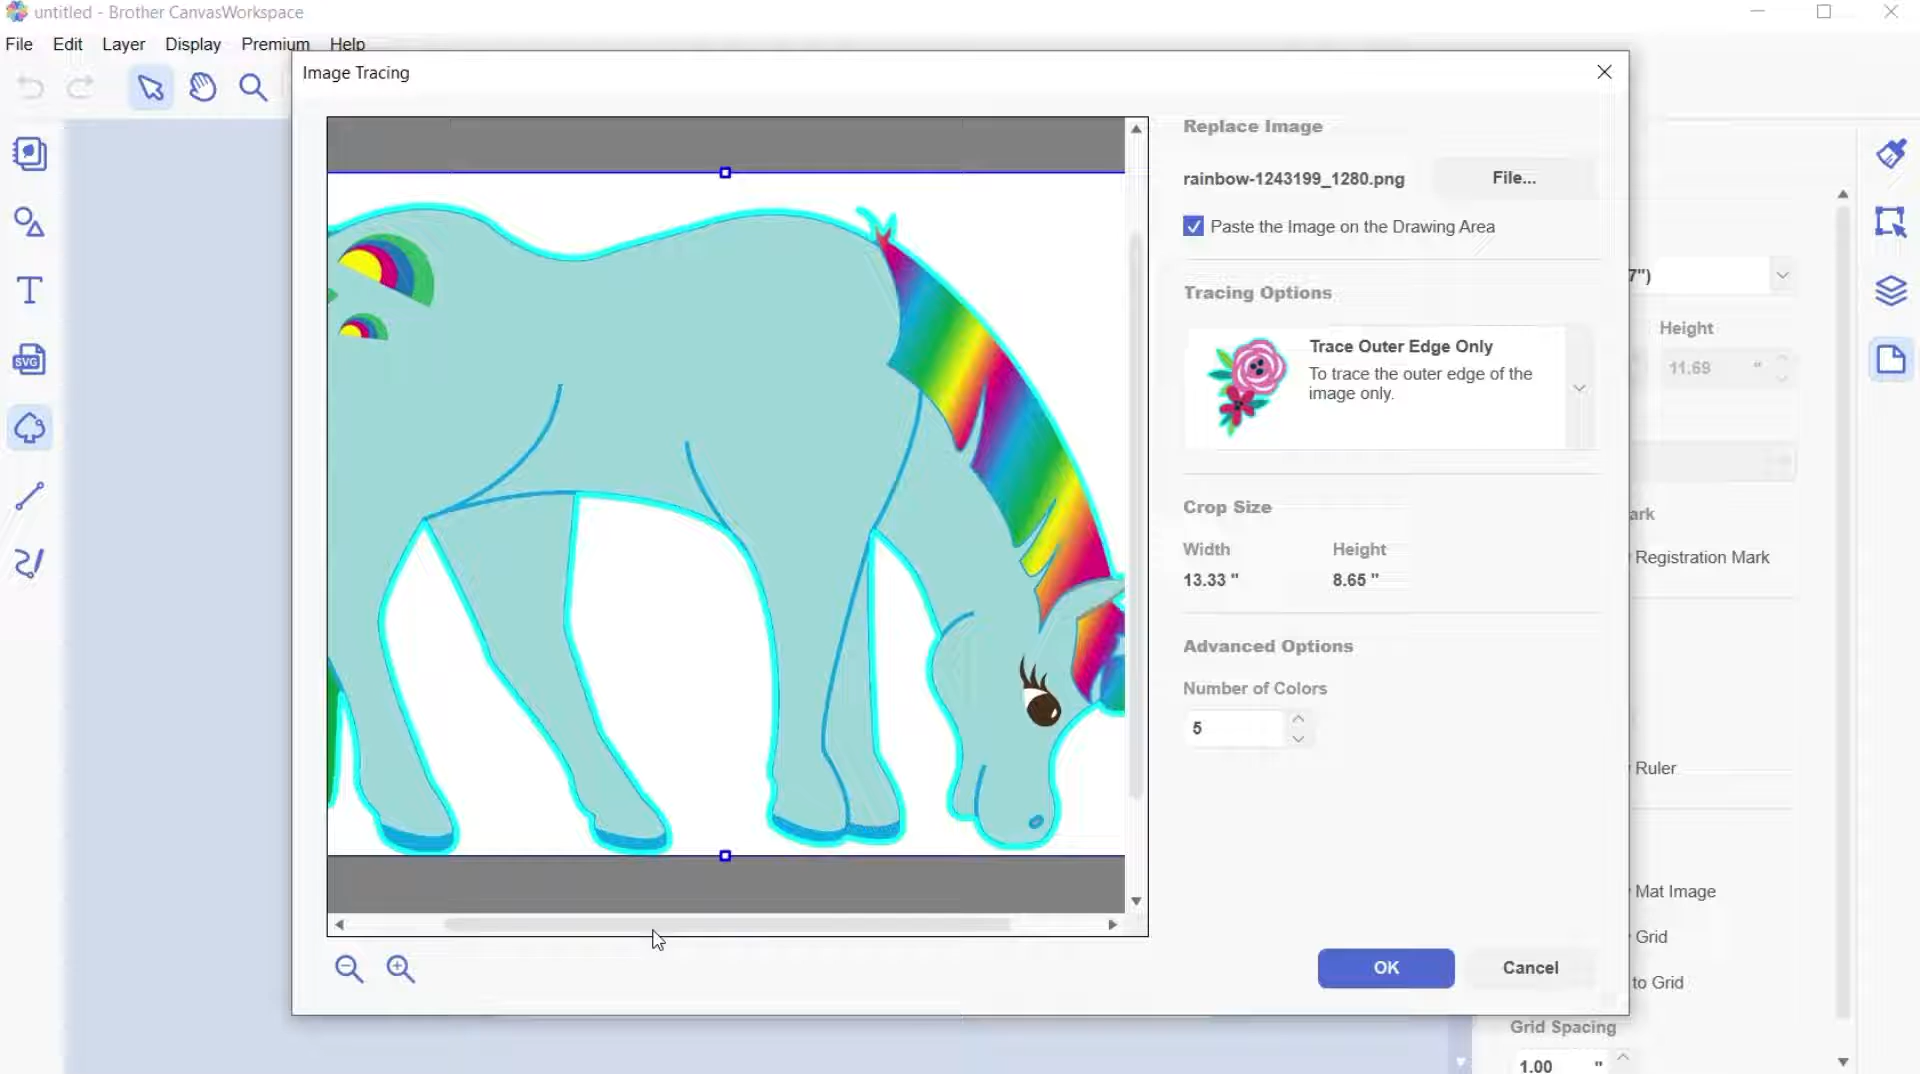 untitled - Brother CanvasWorkspace
File Edit Layer Display Premium Help
Image Tracing
Replace Image
rainbow-1243199_1280.png File...
Paste the Image on the Drawing Area
Tracing Options
Trace Outer Edge Only
To trace the outer edge of the
image only.
Crop Size
Width Height
13.33 " 8.65 "
Advanced Options
Number of Colors
5
OK Cancel
T
SVG
7")
Height
11.69 "
ark
Registration Mark
Ruler
Mat Image
Grid
to Grid
Grid Spacing
1.00 "